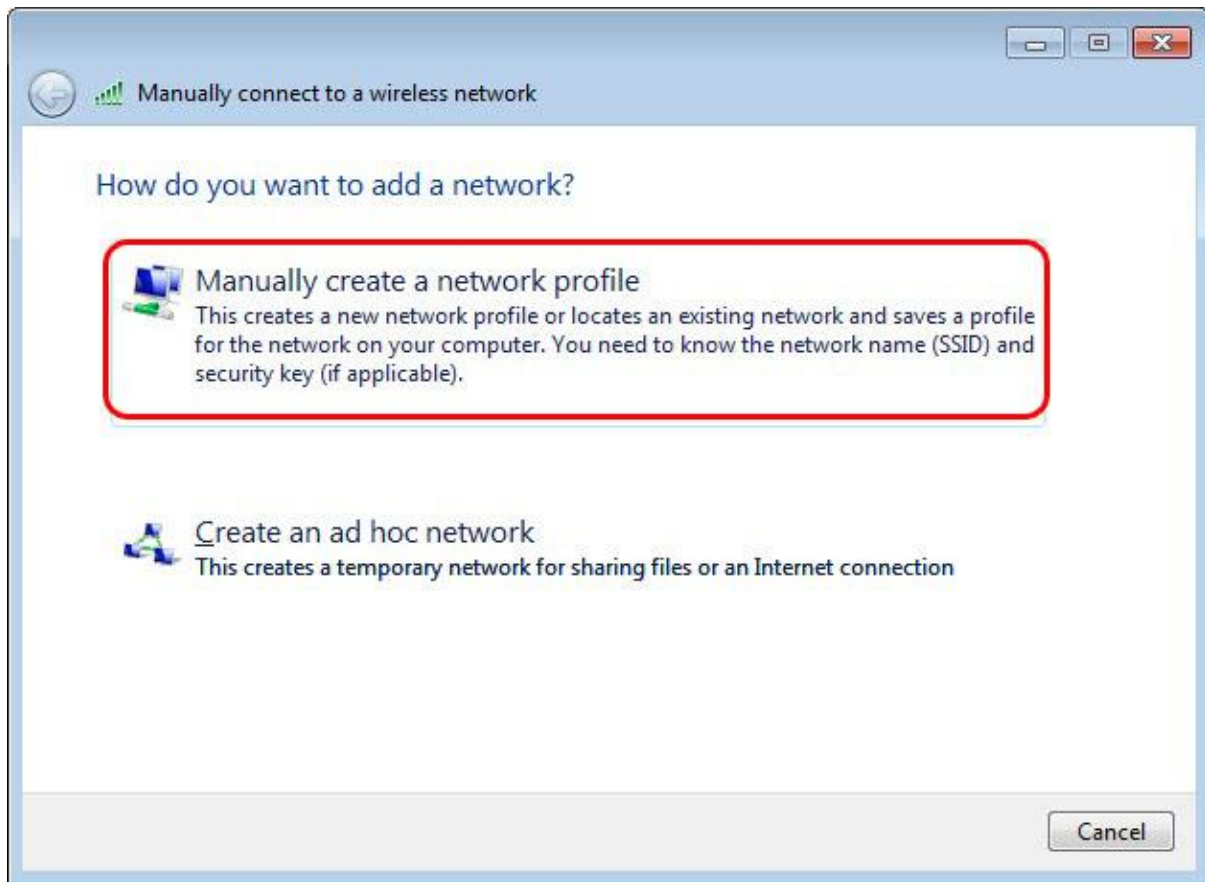 Manually connect to a wireless network
How do you want to add a network?
Manually create a network profile
This creates a new network profile or locates an existing network and saves a profile
for the network on your computer. You need to know the network name (SSID) and
security key (if applicable).
Create an ad hoc network
This creates a temporary network for sharing files or an Internet connection
Cancel